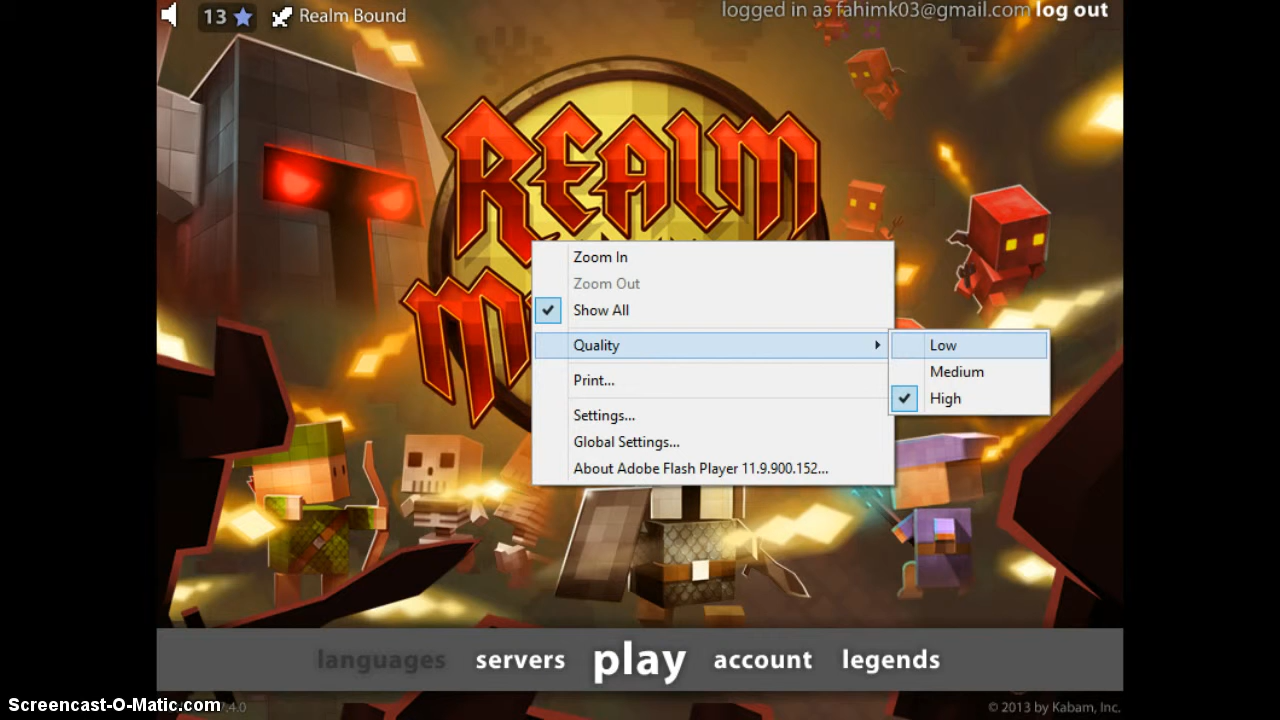 13 Realm Bound
logged in as fahimk03@gmail.com log out
REALM
Zoom In
Zoom Out
Show All
Quality
Low
Medium
High
Print...
Settings...
Global Settings...
About Adobe Flash Player 11.9.900.152...
languages servers play account legends
Screencast-O-Matic.com
© 2013 by Kabam, Inc.